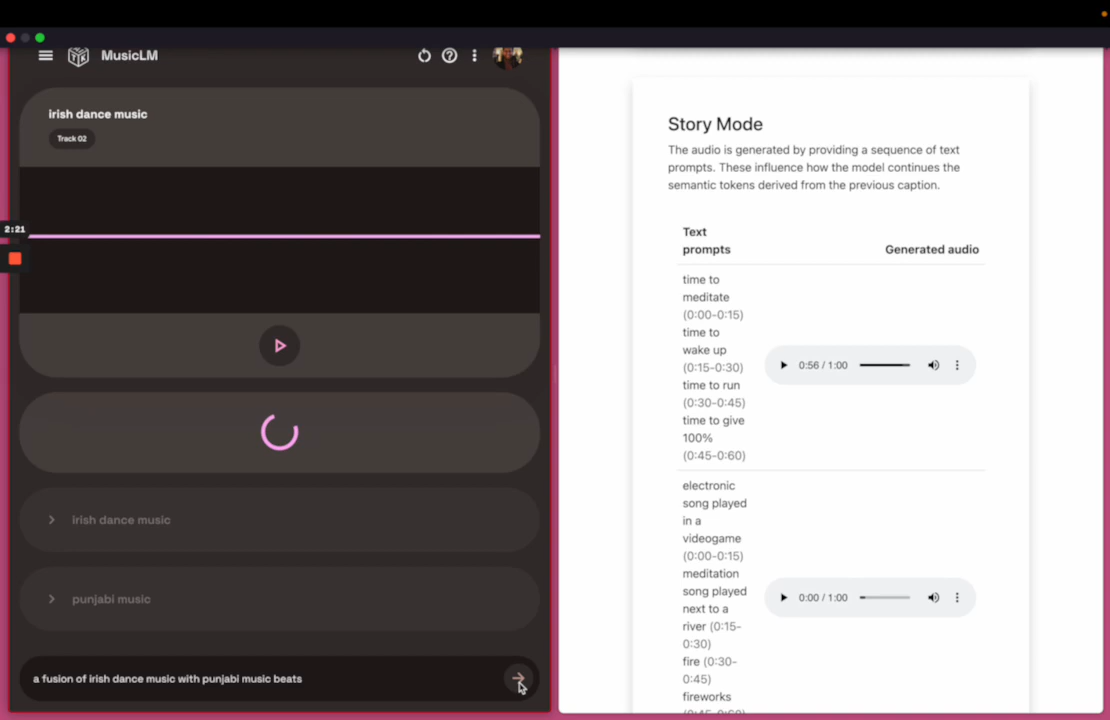 MusicLM
irish dance music
Track 02
2:21
irish dance music
punjabi music
a fusion of irish dance music with punjabi music beats
Story Mode
The audio is generated by providing a sequence of text
prompts. These influence how the model continues the
semantic tokens derived from the previous caption.
Text
prompts
Generated audio
time to
meditate
(0:00-0:15)
time to
wake up
(0:15-0:30)
time to run
(0:30-0:45)
time to give
100%
(0:45-0:60)
0:56 / 1:00
electronic
song played
in a
videogame
(0:00-0:15)
meditation
song played
next to a
river (0:15-
0:30)
fire (0:30-
0:45)
fireworks
(0:45-0:60)
0:00 / 1:00